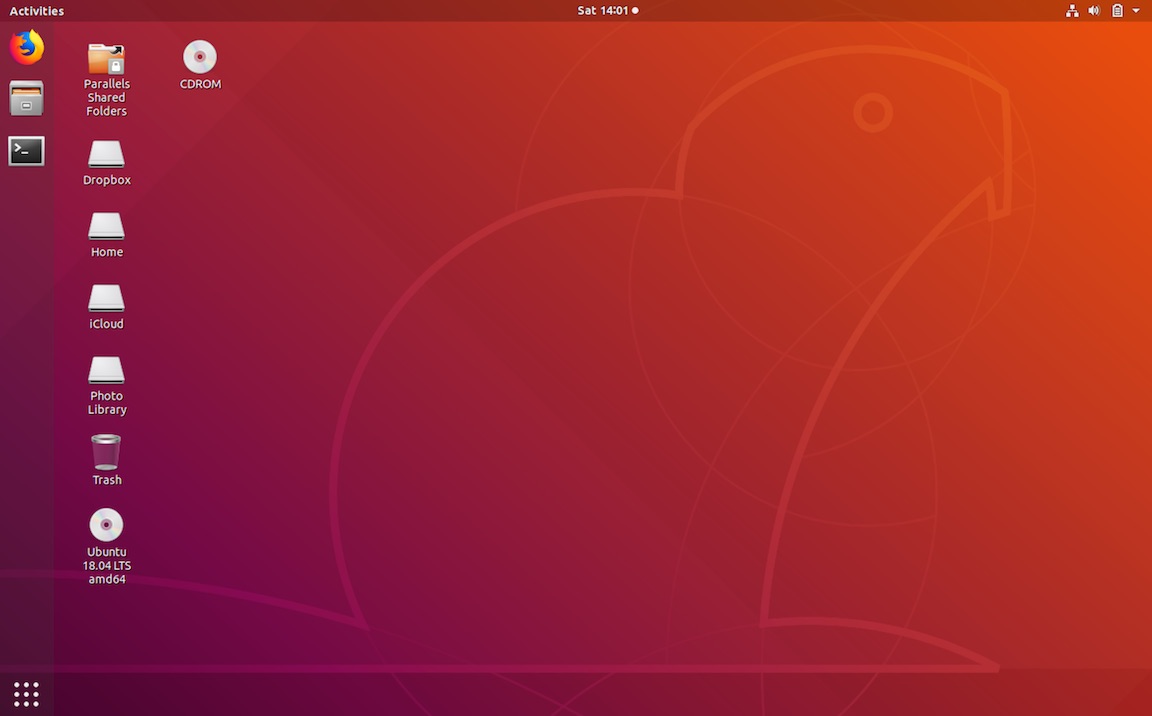 Activities
Sat 14:01
Parallels
Shared
Folders
CDROM
Dropbox
Home
iCloud
Photo
Library
Trash
Ubuntu
18.04 LTS
amd64